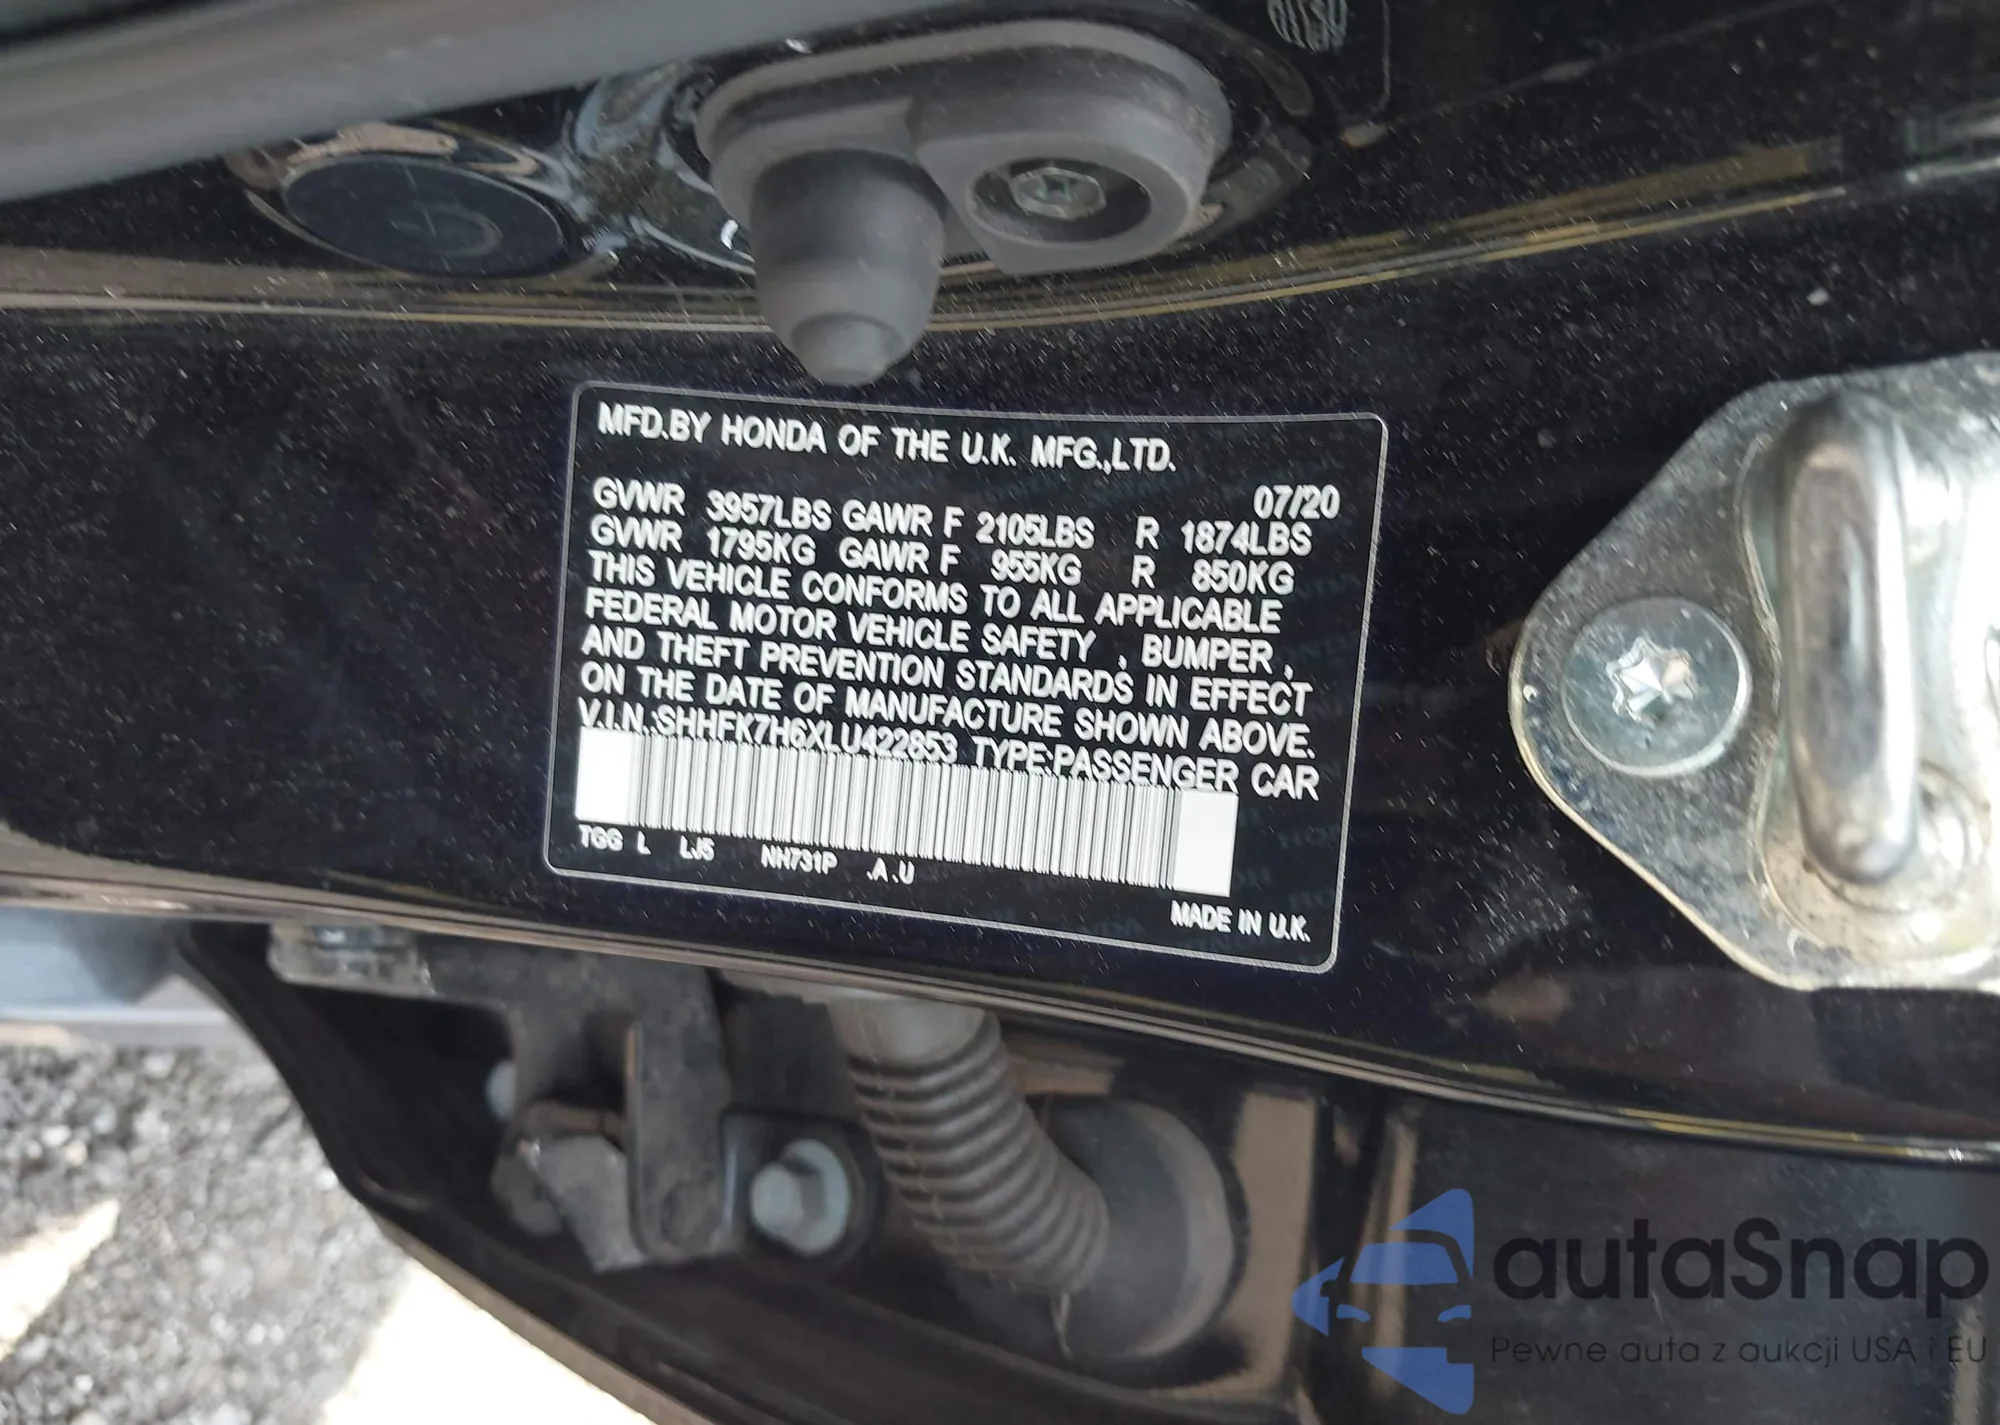 MFD.BY HONDA OF THE U.K. MFG.,LTD.
07/20
GVWR 3957LBS GAWR F 2105LBS R 1874LBS
GVWR 1795KG GAWR F 955KG R 850KG
THIS VEHICLE CONFORMS TO ALL APPLICABLE
FEDERAL MOTOR VEHICLE SAFETY , BUMPER ,
AND THEFT PREVENTION STANDARDS IN EFFECT
ON THE DATE OF MANUFACTURE SHOWN ABOVE.
V.I.N.:SHHFK7H6XLU422853 TYPE:PASSENGER CAR
TGG L LJ5 NH731P .A .U
MADE IN U.K.
autaSnap
Pewne auta z aukcji USA i EU